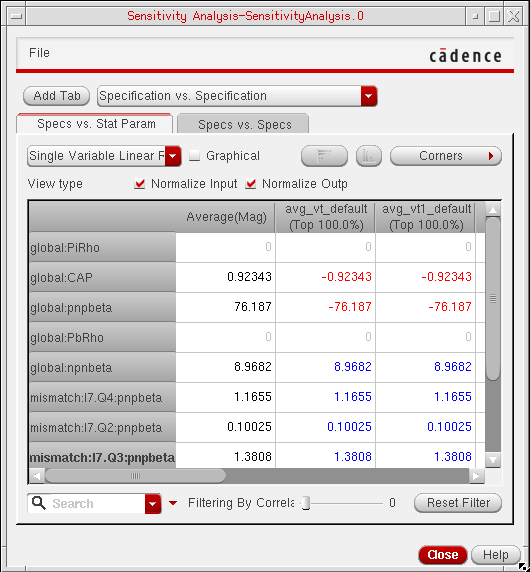 Sensitivity Analysis-SensitivityAnalysis.0
File
cādence
Add Tab
Specification vs. Specification
Specs vs. Stat Param
Specs vs. Specs
Single Variable Linear R
Graphical
Corners
View type
Normalize Input
Normalize Outp
Average(Mag)
avg_vt_default
(Top 100.0%)
avg_vt1_default
(Top 100.0%)
global:PiRho 0 0 0
global:CAP 0.92343 -0.92343 -0.92343
global:pnpbeta 76.187 -76.187 -76.187
global:PbRho 0 0 0
global:npnbeta 8.9682 8.9682 8.9682
mismatch:I7.Q4:pnpbeta 1.1655 1.1655 1.1655
mismatch:I7.Q2:pnpbeta 0.10025 0.10025 0.10025
mismatch:I7.Q3:pnpbeta 1.3808 1.3808 1.3808
Search
Filtering By Correla
0
Reset Filter
Close
Help